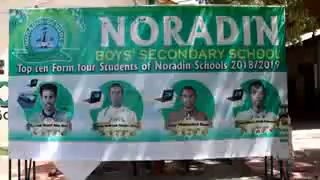 NORADIN
BOYS' SECONDARY SCHOOL
Top ten Form four Students of Noradin Schools 2018/2019